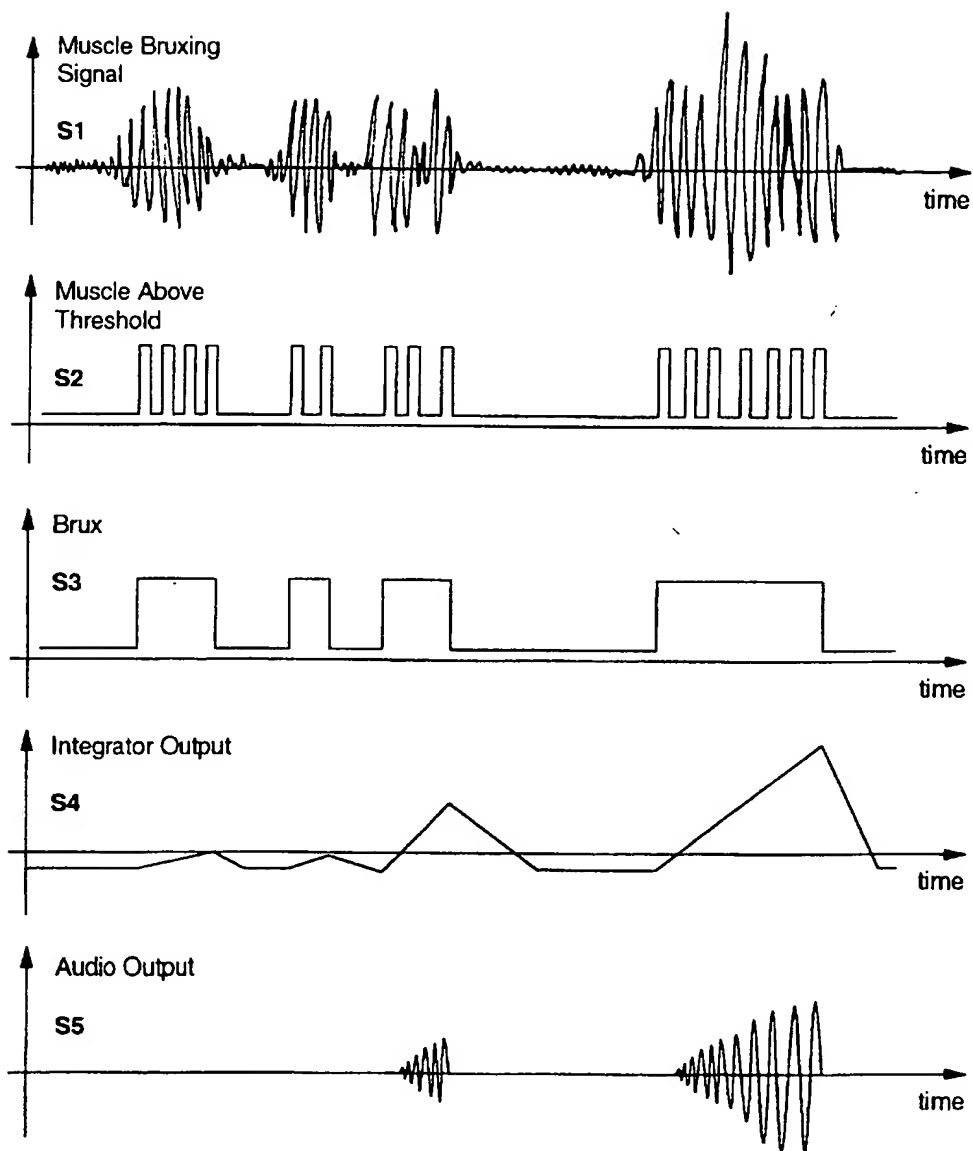 Muscle Bruxing
Signal
S1
time
Muscle Above
Threshold
S2
time
Brux
S3
time
Integrator Output
S4
time
Audio Output
S5
time